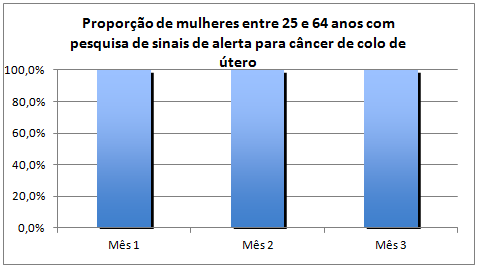 Proporção de mulheres entre 25 e 64 anos com
pesquisa de sinais de alerta para câncer de colo de
útero
100,0%
80,0%
60,0%
40,0%
20,0%
0,0%
Mês 1 Mês 2 Mês 3